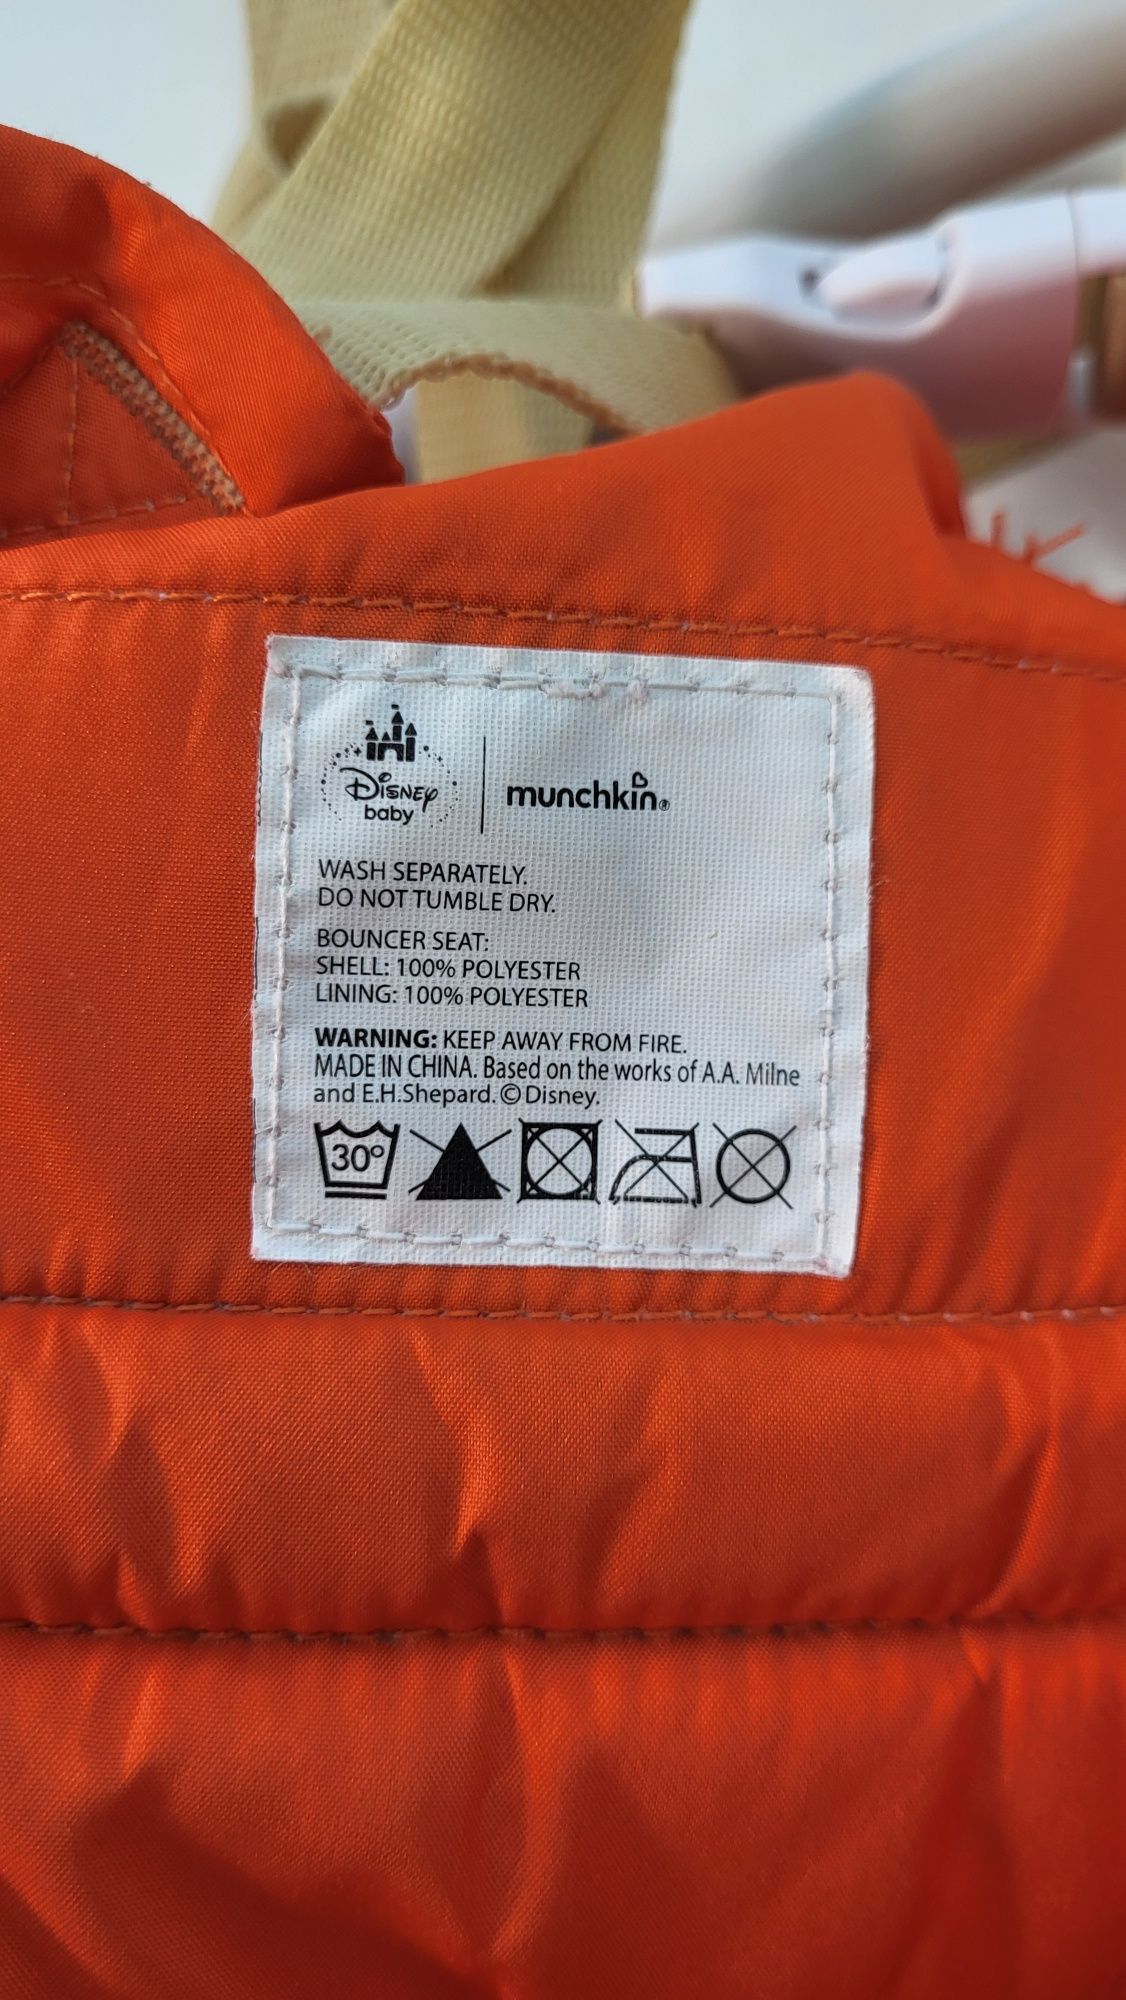 Disney
baby
munchkin®
WASH SEPARATELY.
DO NOT TUMBLE DRY.
BOUNCER SEAT:
SHELL: 100% POLYESTER
LINING: 100% POLYESTER
WARNING: KEEP AWAY FROM FIRE.
MADE IN CHINA. Based on the works of A.A. Milne
and E.H.Shepard. © Disney.
30°